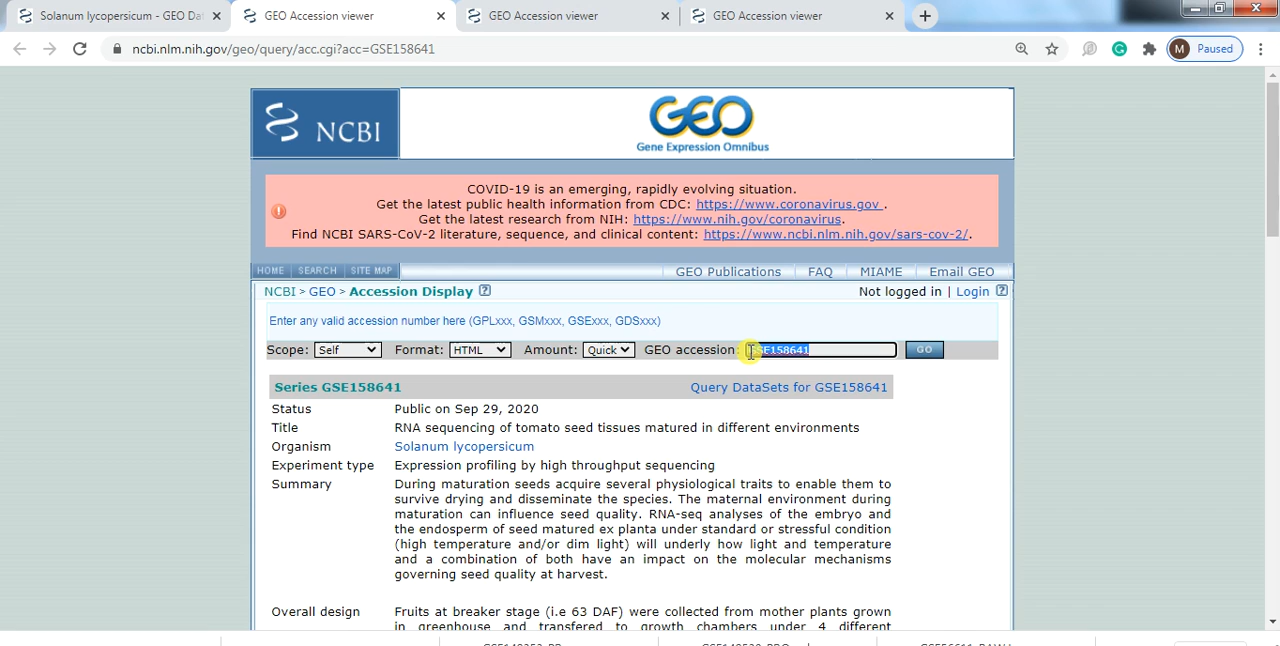 Solanum lycopersicum - GEO Dat
GEO Accession viewer
GEO Accession viewer
GEO Accession viewer
ncbi.nlm.nih.gov/geo/query/acc.cgi?acc=GSE158641
M Paused
NCBI
GEO
Gene Expression Omnibus
COVID-19 is an emerging, rapidly evolving situation.
Get the latest public health information from CDC: https://www.coronavirus.gov .
Get the latest research from NIH: https://www.nih.gov/coronavirus.
Find NCBI SARS-CoV-2 literature, sequence, and clinical content: https://www.ncbi.nlm.nih.gov/sars-cov-2/.
HOME SEARCH SITE MAP GEO Publications FAQ MIAME Email GEO
NCBI > GEO > Accession Display Not logged in | Login
Enter any valid accession number here (GPLxxx, GSMxxx, GSExxx, GDSxxx)
Scope: Self Format: HTML Amount: Quick GEO accession: GSE158641 GO
Series GSE158641 Query DataSets for GSE158641
Status Public on Sep 29, 2020
Title RNA sequencing of tomato seed tissues matured in different environments
Organism Solanum lycopersicum
Experiment type Expression profiling by high throughput sequencing
Summary During maturation seeds acquire several physiological traits to enable them to
survive drying and disseminate the species. The maternal environment during
maturation can influence seed quality. RNA-seq analyses of the embryo and
the endosperm of seed matured ex planta under standard or stressful condition
(high temperature and/or dim light) will underly how light and temperature
and a combination of both have an impact on the molecular mechanisms
governing seed quality at harvest.
Overall design Fruits at breaker stage (i.e 63 DAF) were collected from mother plants grown
in greenhouse and transfered to growth chambers under 4 different